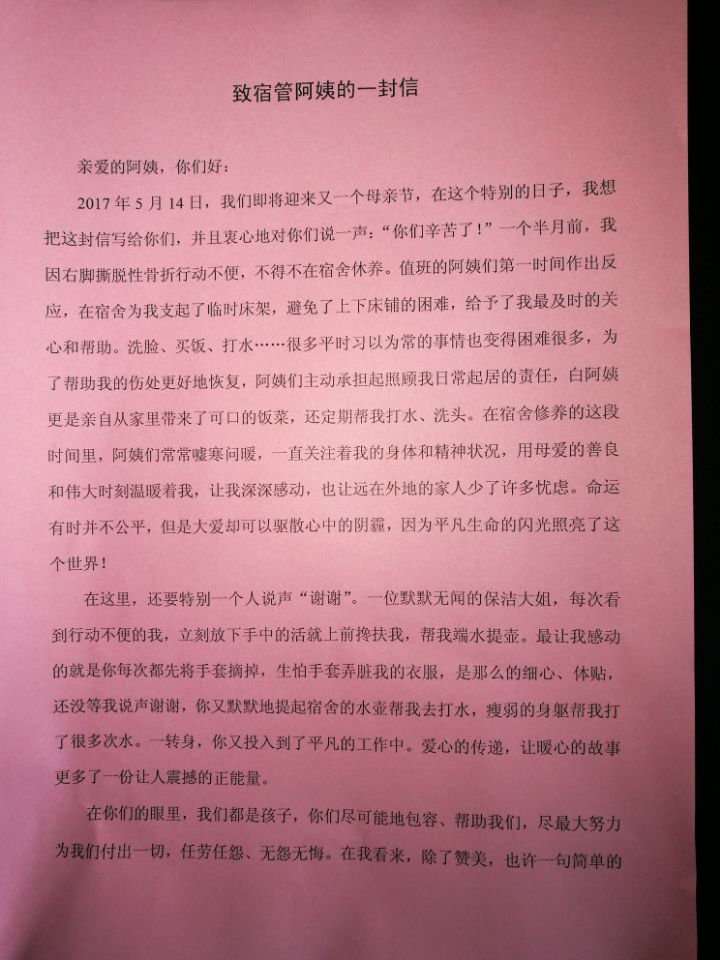 致宿管阿姨的一封信
亲爱的阿姨，你们好：
2017 年 5 月 14 日，我们即将迎来又一个母亲节，在这个特别的日子，我想
把这封信写给你们，并且衷心地对你们说一声：“你们辛苦了！”一个半月前，我
因右脚撕脱性骨折行动不便，不得不在宿舍休养。值班的阿姨们第一时间作出反
应，在宿舍为我支起了临时床架，避免了上下床铺的困难，给予了我最及时的关
心和帮助。洗脸、买饭、打水……很多平时习以为常的事情也变得困难很多，为
了帮助我的伤处更好地恢复，阿姨们主动承担起照顾我日常起居的责任，白阿姨
更是亲自从家里带来了可口的饭菜，还定期帮我打水、洗头。在宿舍修养的这段
时间里，阿姨们常常嘘寒问暖，一直关注着我的身体和精神状况，用母爱的善良
和伟大时刻温暖着我，让我深深感动，也让远在外地的家人少了许多忧虑。命运
有时并不公平，但是大爱却可以驱散心中的阴霾，因为平凡生命的闪光照亮了这
个世界！
在这里，还要特别一个人说声“谢谢”。一位默默无闻的保洁大姐，每次看
到行动不便的我，立刻放下手中的活就上前搀扶我，帮我端水提壶。最让我感动
的就是你每次都先将手套摘掉，生怕手套弄脏我的衣服，是那么的细心、体贴，
还没等我说声谢谢，你又默默地提起宿舍的水壶帮我去打水，瘦弱的身躯帮我打
了很多次水。一转身，你又投入到了平凡的工作中。爱心的传递，让暖心的故事
更多了一份让人震撼的正能量。
在你们的眼里，我们都是孩子，你们尽可能地包容、帮助我们，尽最大努力
为我们付出一切，任劳任怨、无怨无悔。在我看来，除了赞美，也许一句简单的